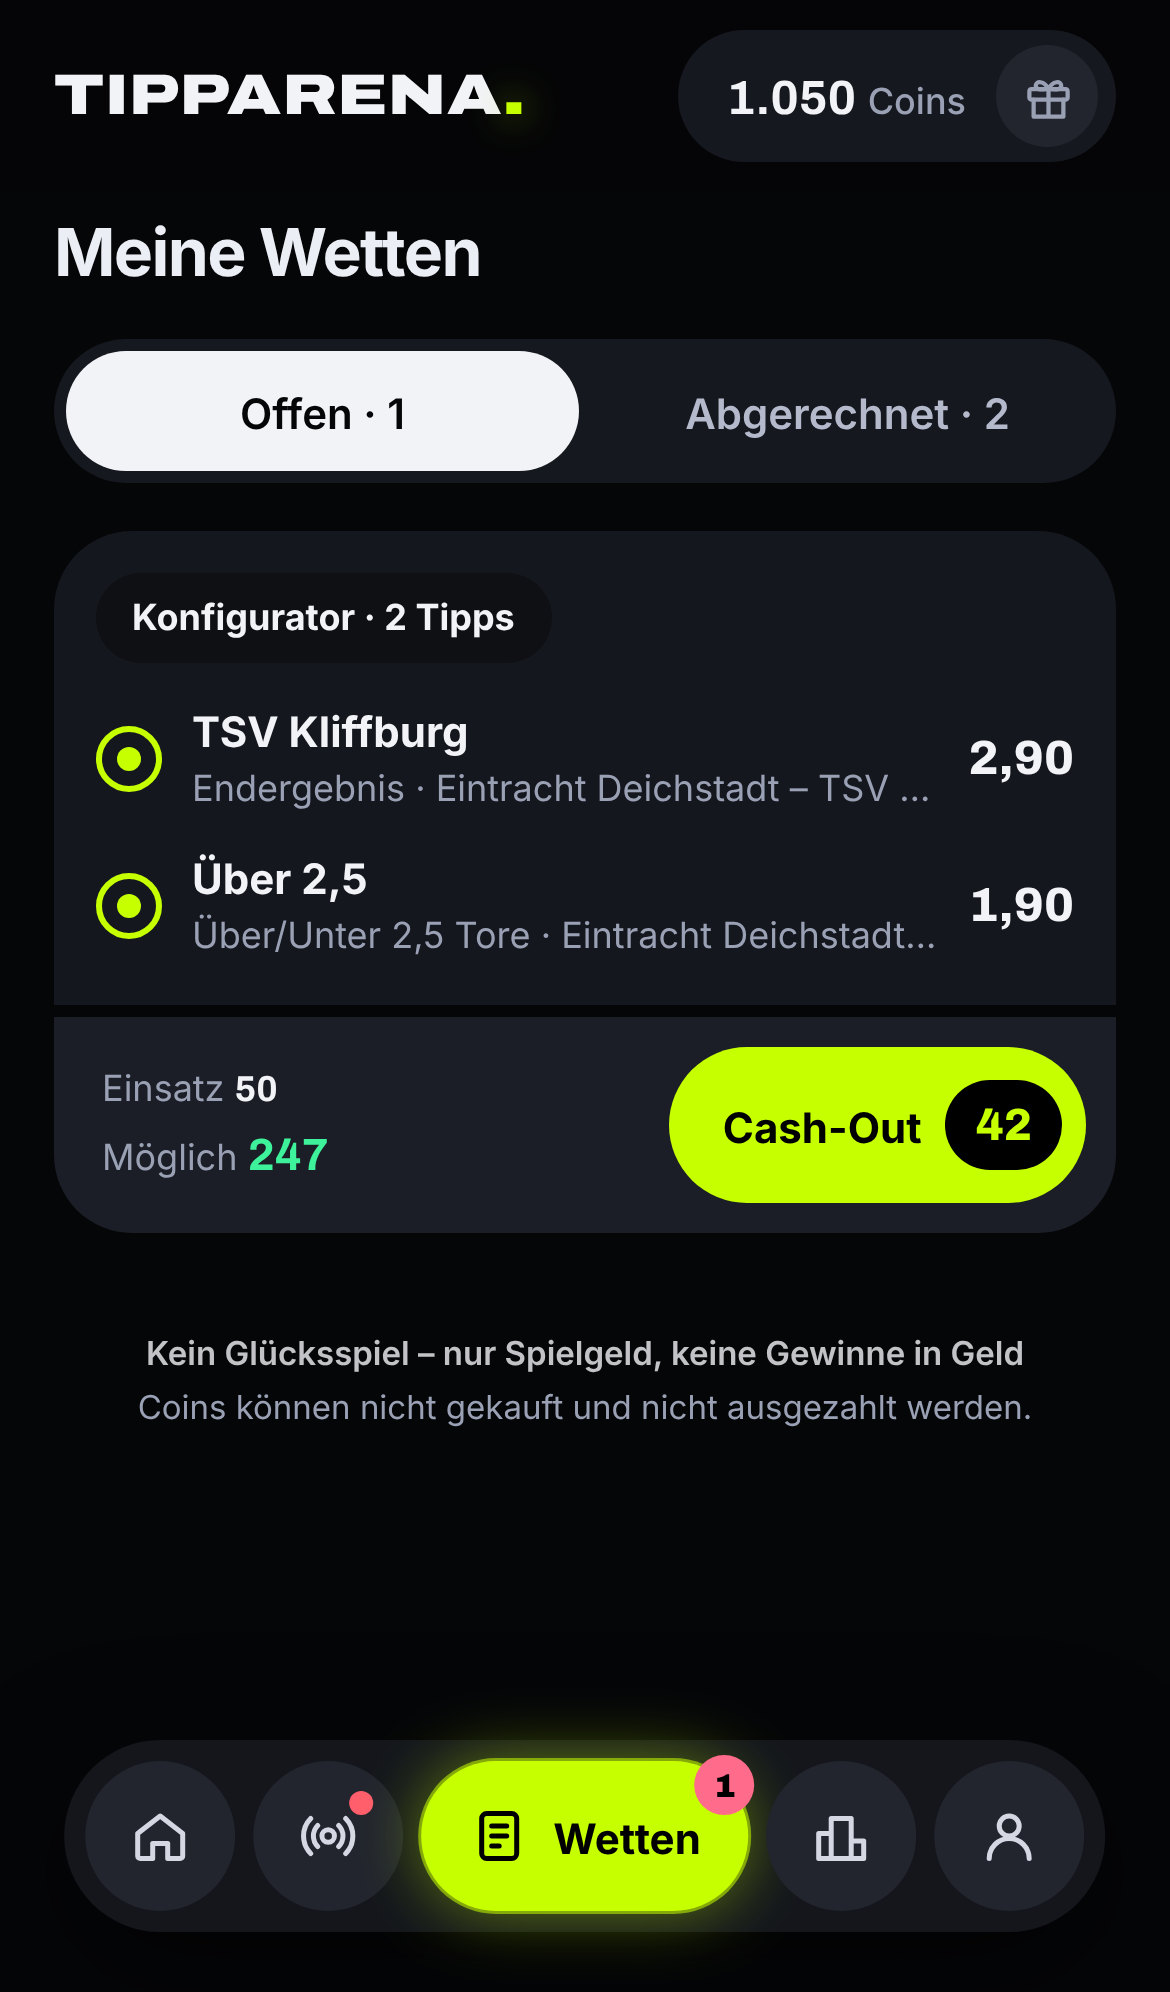 TIPPARENA.
1.050 Coins
Meine Wetten
Offen · 1
Abgerechnet · 2
Konfigurator · 2 Tipps
TSV Kliffburg
Endergebnis · Eintracht Deichstadt – TSV ...
2,90
Über 2,5
Über/Unter 2,5 Tore · Eintracht Deichstadt...
1,90
Einsatz 50
Möglich 247
Cash-Out 42
Kein Glücksspiel – nur Spielgeld, keine Gewinne in Geld
Coins können nicht gekauft und nicht ausgezahlt werden.
Wetten
1